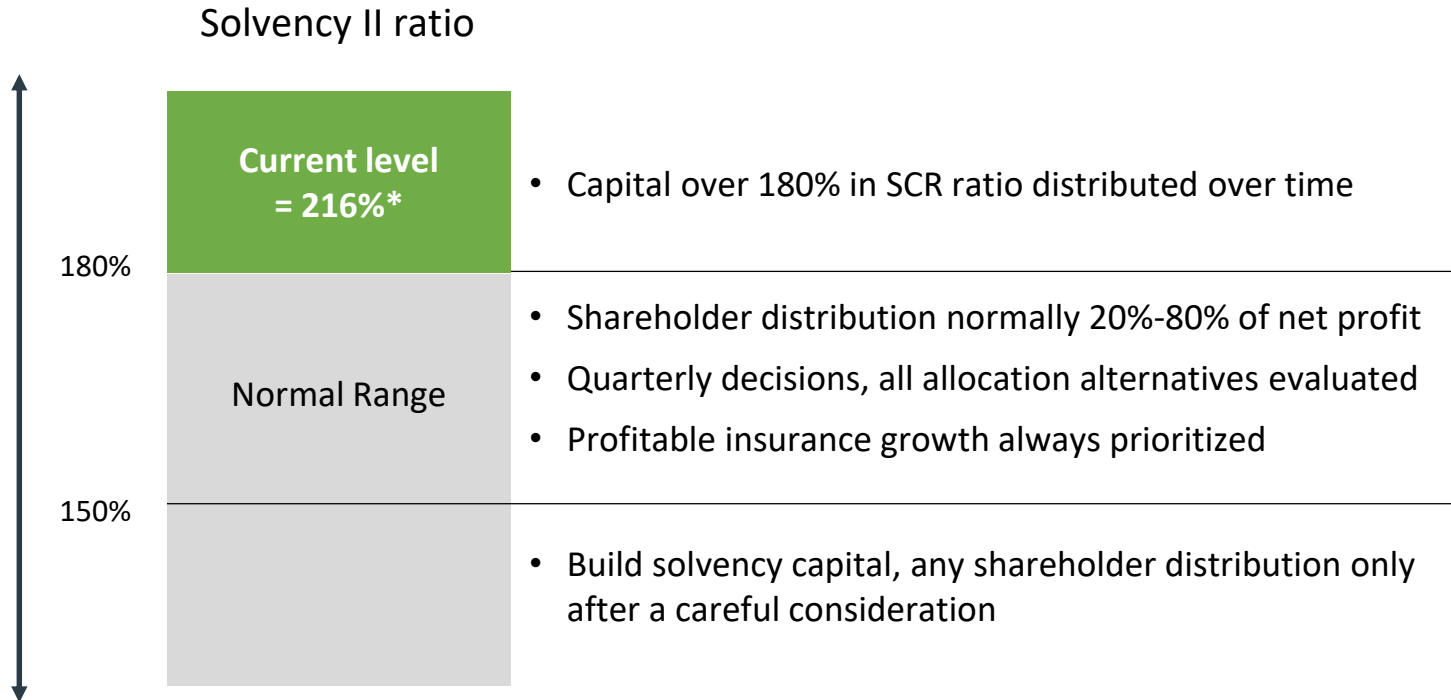 Solvency II ratio
Current level
= 216%*
• Capital over 180% in SCR ratio distributed over time
180%
• Shareholder distribution normally 20%-80% of net profit
Normal Range
• Quarterly decisions, all allocation alternatives evaluated
• Profitable insurance growth always prioritized
150%
• Build solvency capital, any shareholder distribution only
after a careful consideration